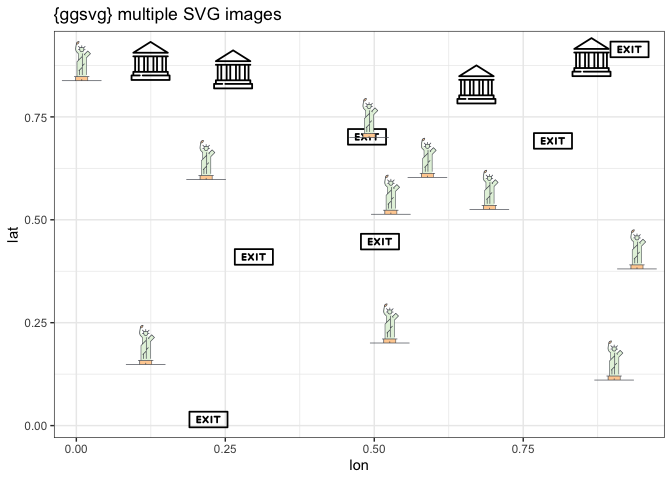 {ggsvg} multiple SVG images
EXIT
0.75
EXIT
EXIT
lat
0.50
EXIT
EXIT
0.25
EXIT
0.00
0.00 0.25 0.50 0.75
lon